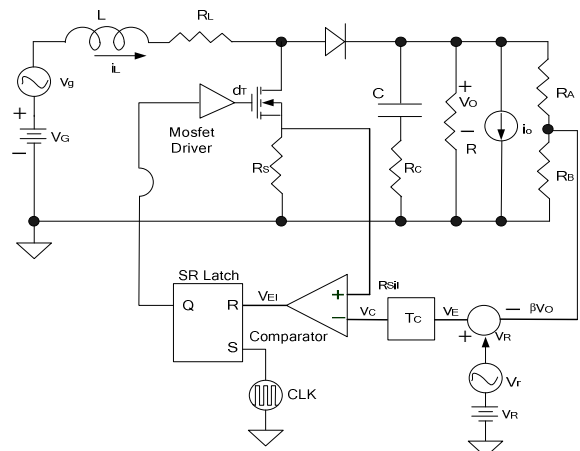 L
RL
iL
vg
+
VG
−
dT
Mosfet
Driver
RS
C
RC
+
VO
−
R
io
RA
RB
SR Latch
Q
R
S
VEI
+
−
Comparator
RSiI
VC
TC
VE
+
−
VR
βVO
CLK
Vr
VR